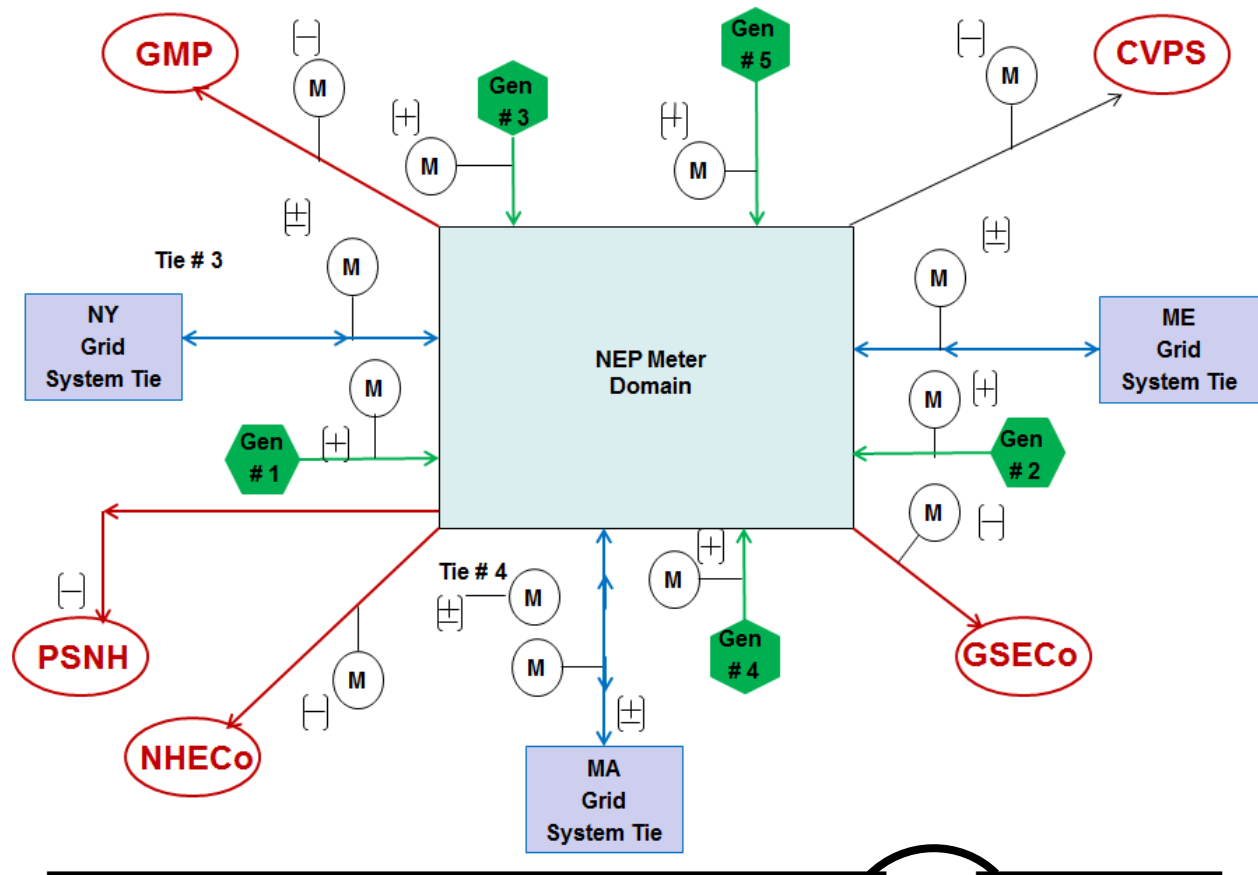 GMP
[−]
M
Gen
# 3
[+]
M
Gen
# 5
[+]
M
[−]
M
CVPS
[±]
Tie # 3
M
NY
Grid
System Tie
NEP Meter
Domain
[±]
M
ME
Grid
System Tie
M
[+]
Gen
# 1
M
[+]
Gen
# 2
M
[−]
PSNH
[−]
NHECo
[−]
M
Tie # 4
[±]
M
M
[±]
MA
Grid
System Tie
[+]
M
Gen
# 4
GSECo